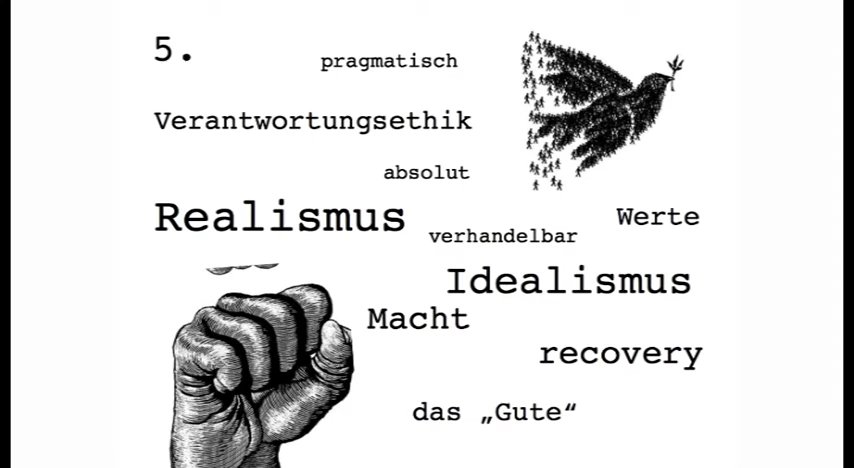 5.
pragmatisch
Verantwortungsethik
absolut
Realismus
Werte
verhandelbar
Idealismus
Macht
recovery
das „Gute“